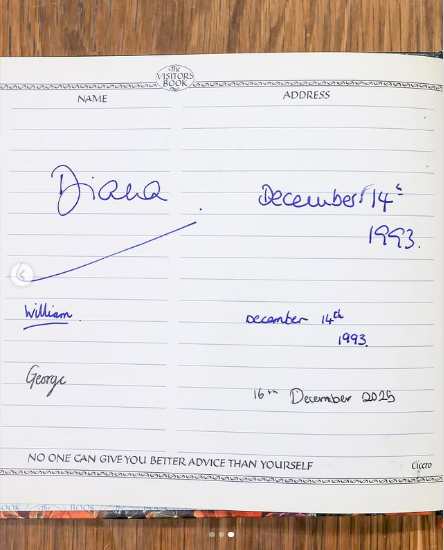 The
VISITORS
BOOK
NAME ADDRESS
Diana. December 14th
1993.
William. December 14th
1993.
George 16th December 2025
NO ONE CAN GIVE YOU BETTER ADVICE THAN YOURSELF Cicero
BOOK